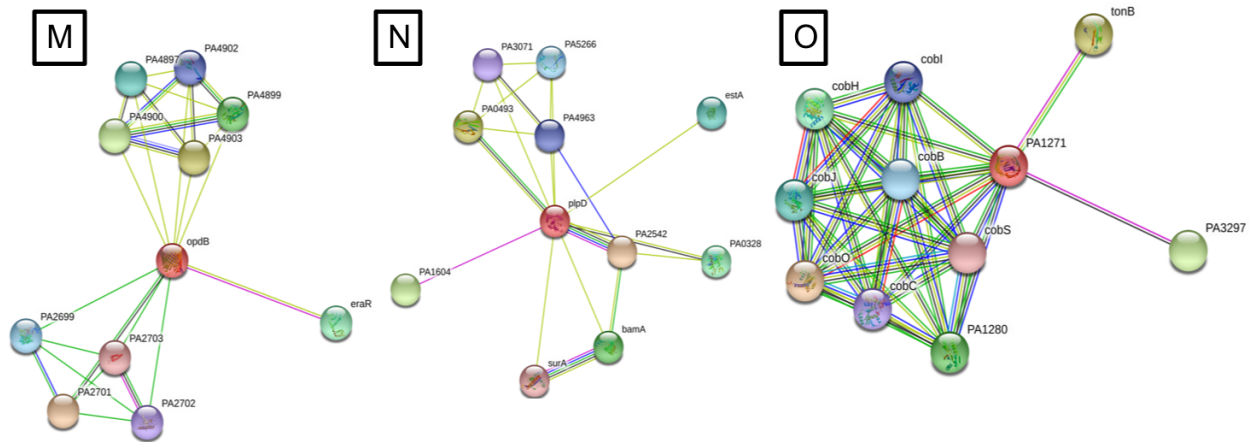 M
PA4902
PA4897
PA4899
PA4900
PA4903
opdB
eraR
PA2699
PA2703
PA2701
PA2702
N
PA3071
PA5266
estA
PA0493
PA4963
plpD
PA2542
PA0328
PA1604
bamA
surA
O
tonB
cobI
cobH
PA1271
cobB
cobJ
cobS
PA3297
cobO
cobC
PA1280